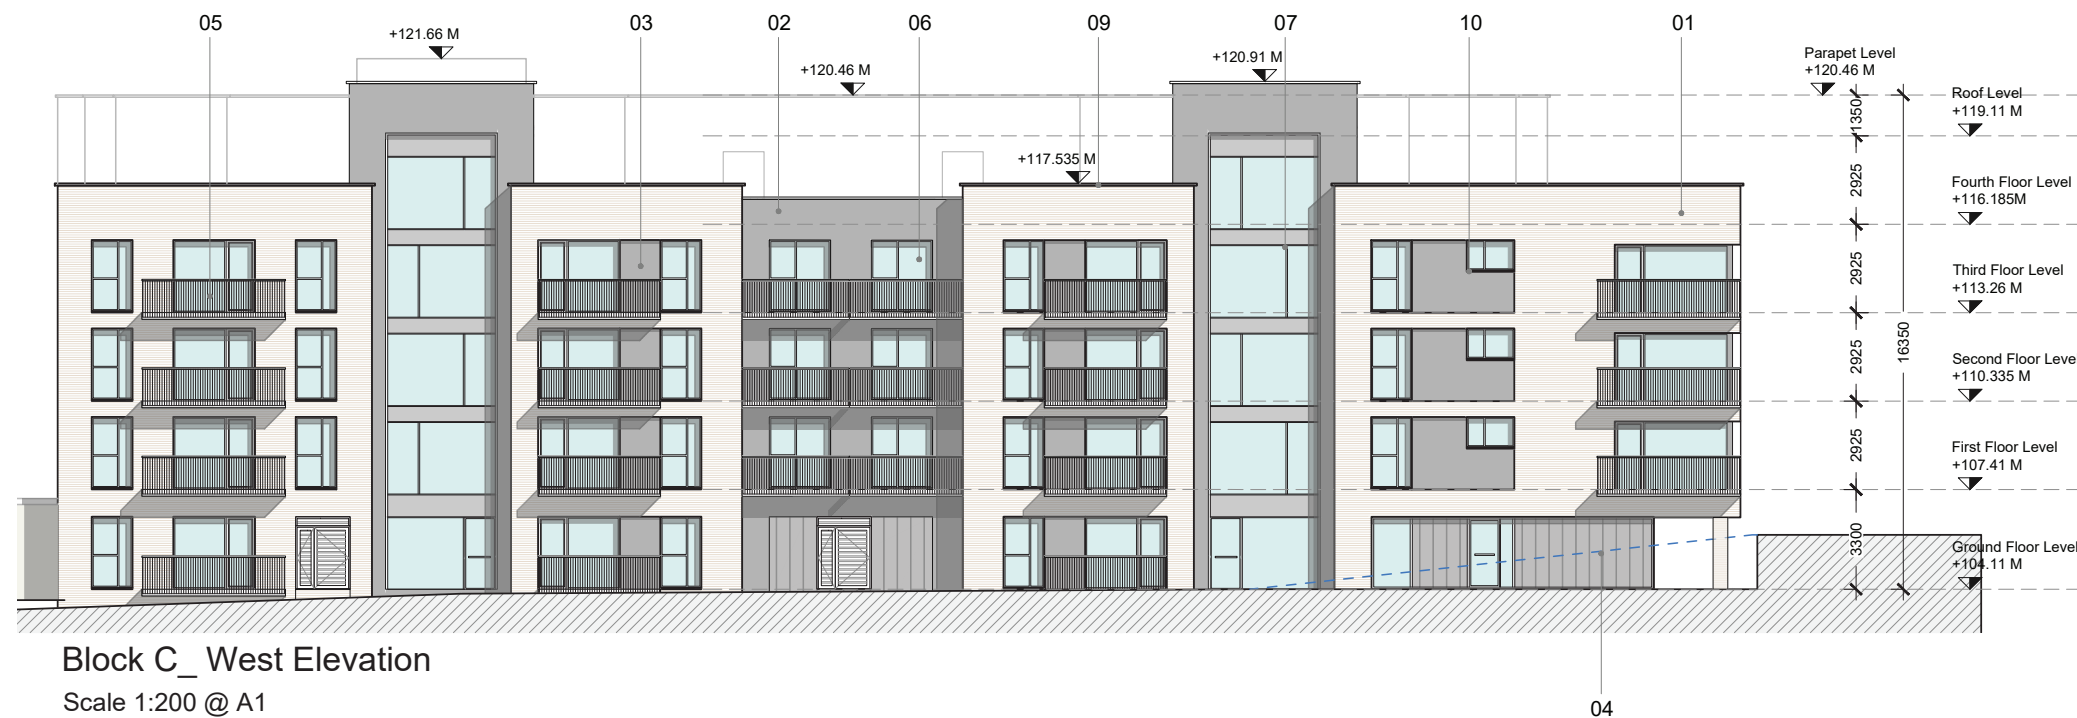 05
03
02
06
09
07
10
01
+121.66 M
+120.46 M
+120.91 M
+117.535 M
Parapet Level
+120.46 M
Roof Level
+119.11 M
Fourth Floor Level
+116.185M
Third Floor Level
+113.26 M
Second Floor Leve
+110.335 M
First Floor Level
+107.41 M
Ground Floor Level
+104.11 M
1350
2925
2925
2925
2925
3300
16350
Block C_ West Elevation
Scale 1:200 @ A1
04